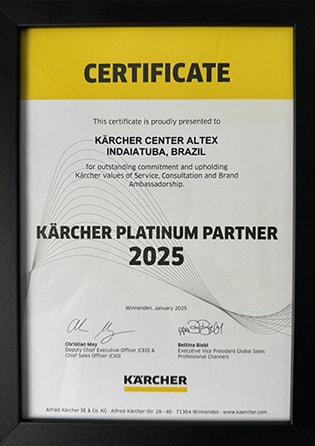 CERTIFICATE
This certificate is proudly presented to
KÄRCHER CENTER ALTEX
INDAIATUBA, BRAZIL
for outstanding commitment and upholding
Kärcher values of Service, Consultation and Brand
Ambassadorship.
KÄRCHER PLATINUM PARTNER
2025
Winnenden, January 2025
Christian May
Deputy Chief Executive Officer (CEO) &
Chief Sales Officer (CSO)
Bettina Biehl
Executive Vice President Global Sales
Professional Channels
KÄRCHER
Alfred Kärcher SE & Co. KG · Alfred-Kärcher-Str. 28 - 40 · 71364 Winnenden · www.kaercher.com